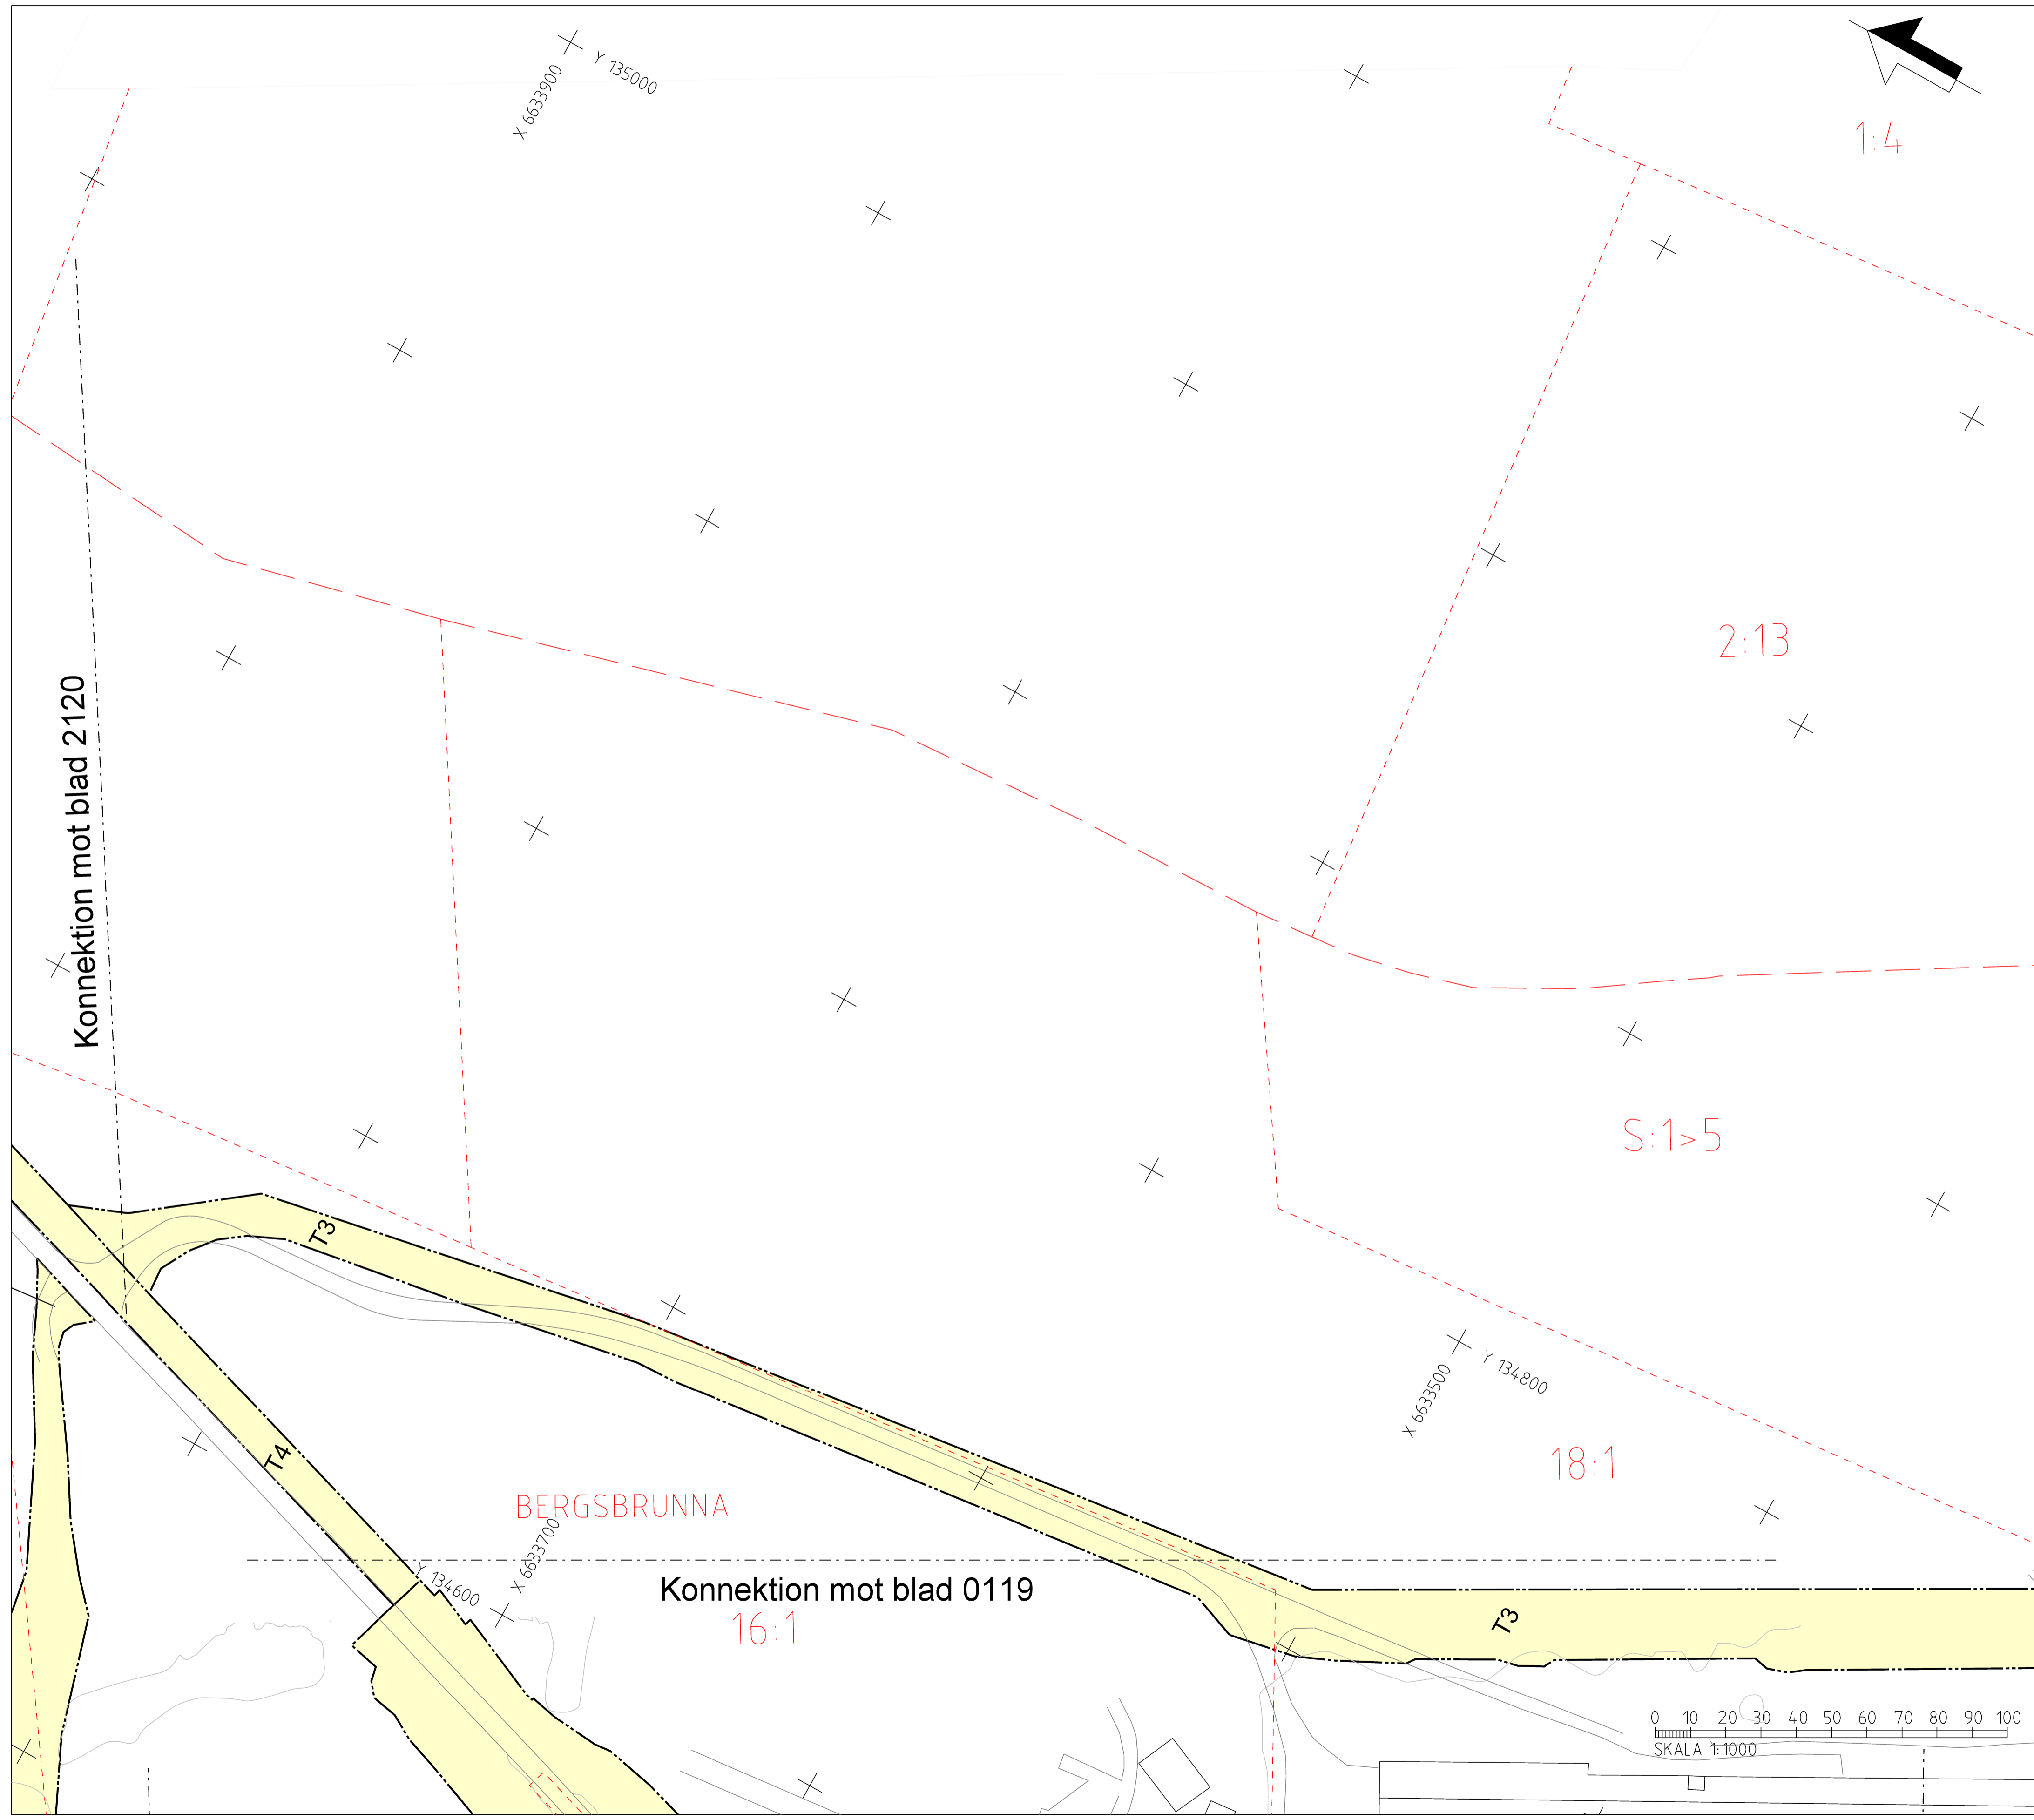 Y 135000
X 6633900
1:4
2:13
Konnektion mot blad 2120
S:1>5
T3
X 6633500
Y 134800
18:1
T4
BERGSBRUNNA
X 6633700
Y 134600
Konnektion mot blad 0119
16:1
T3
0 10 20 30 40 50 60 70 80 90 100
SKALA 1:1000